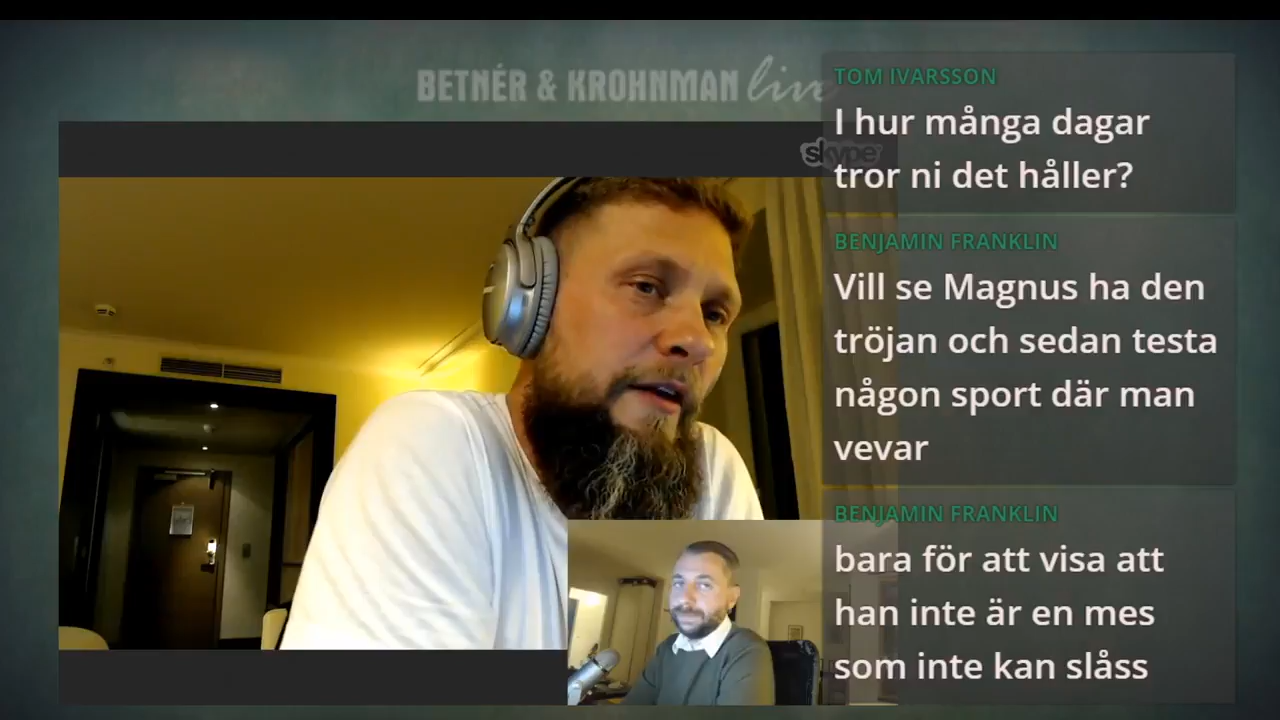 BETNÉR & KROHNMAN live
skype
TOM IVARSSON
I hur många dagar
tror ni det håller?
BENJAMIN FRANKLIN
Vill se Magnus ha den
tröjan och sedan testa
någon sport där man
vevar
BENJAMIN FRANKLIN
bara för att visa att
han inte är en mes
som inte kan slåss